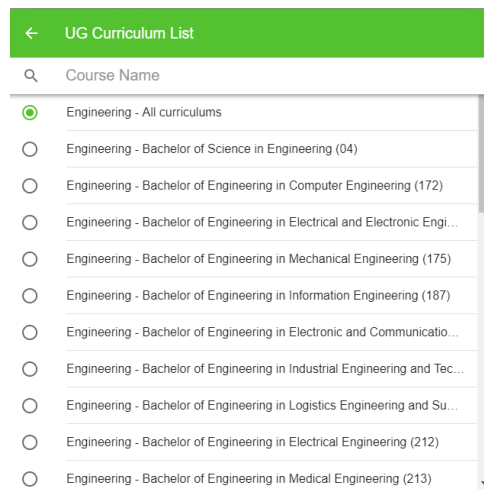 UG Curriculum List
Course Name
Engineering - All curriculums
Engineering - Bachelor of Science in Engineering (04)
Engineering - Bachelor of Engineering in Computer Engineering (172)
Engineering - Bachelor of Engineering in Electrical and Electronic Engi...
Engineering - Bachelor of Engineering in Mechanical Engineering (175)
Engineering - Bachelor of Engineering in Information Engineering (187)
Engineering - Bachelor of Engineering in Electronic and Communicatio...
Engineering - Bachelor of Engineering in Industrial Engineering and Tec...
Engineering - Bachelor of Engineering in Logistics Engineering and Su...
Engineering - Bachelor of Engineering in Electrical Engineering (212)
Engineering - Bachelor of Engineering in Medical Engineering (213)